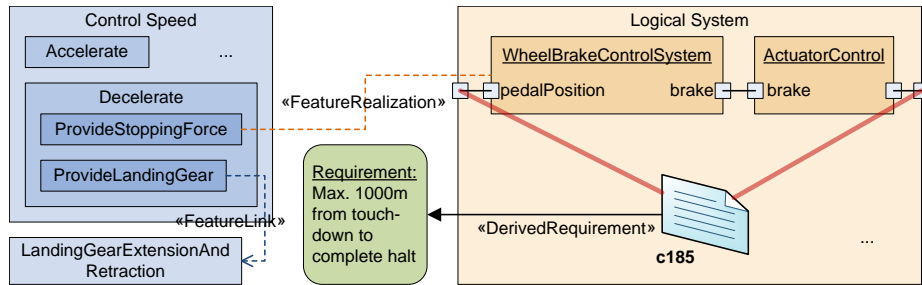 Control Speed
Accelerate
...
Decelerate
ProvideStoppingForce
ProvideLandingGear
«FeatureLink»
LandingGearExtensionAnd
Retraction
«FeatureRealization»
Requirement:
Max. 1000m
from touch-
down to
complete halt
«DerivedRequirement»
Logical System
WheelBrakeControlSystem
pedalPosition
brake
ActuatorControl
brake
c185
...